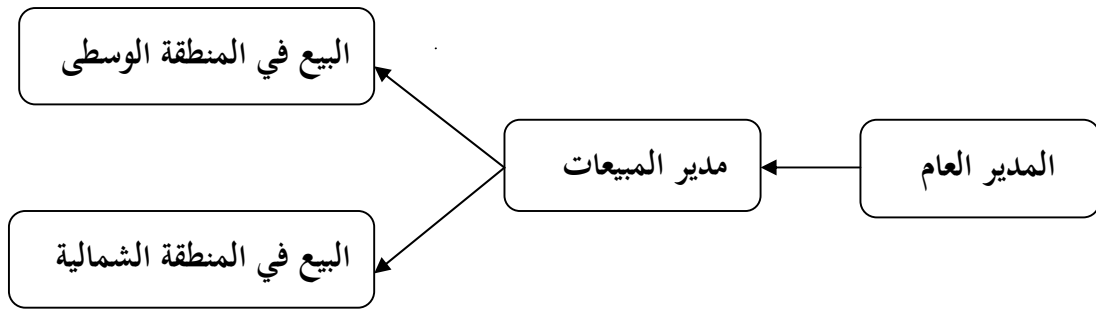 المدير العام
مدير المبيعات
البيع في المنطقة الوسطى
البيع في المنطقة الشمالية